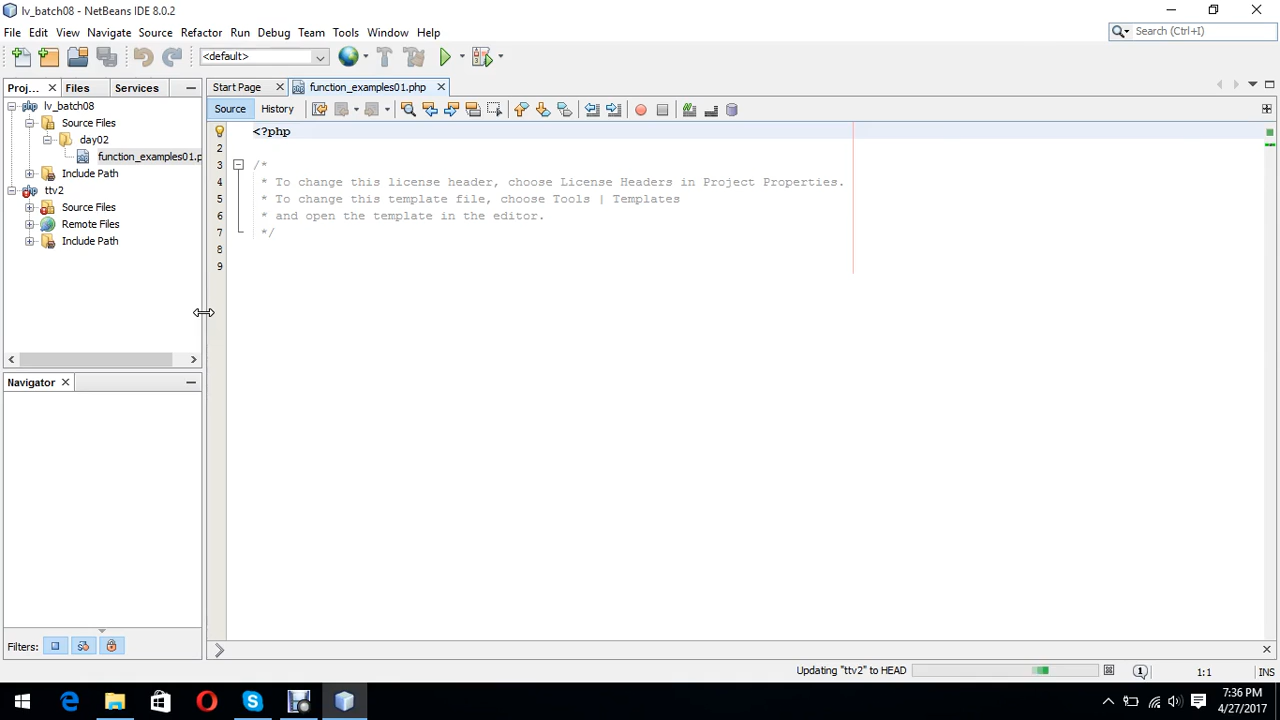 lv_batch08 - NetBeans IDE 8.0.2
File Edit View Navigate Source Refactor Run Debug Team Tools Window Help
Search (Ctrl+I)
<default>
Proj... Files Services
Start Page function_examples01.php
lv_batch08
Source Files
day02
function_examples01.p
Include Path
ttv2
Source Files
Remote Files
Include Path
Source History
<?php
2
3 /*
4 * To change this license header, choose License Headers in Project Properties.
5 * To change this template file, choose Tools | Templates
6 * and open the template in the editor.
7 */
8
9
Navigator
Filters:
Updating "ttv2" to HEAD
1
1:1
INS
7:36 PM
4/27/2017